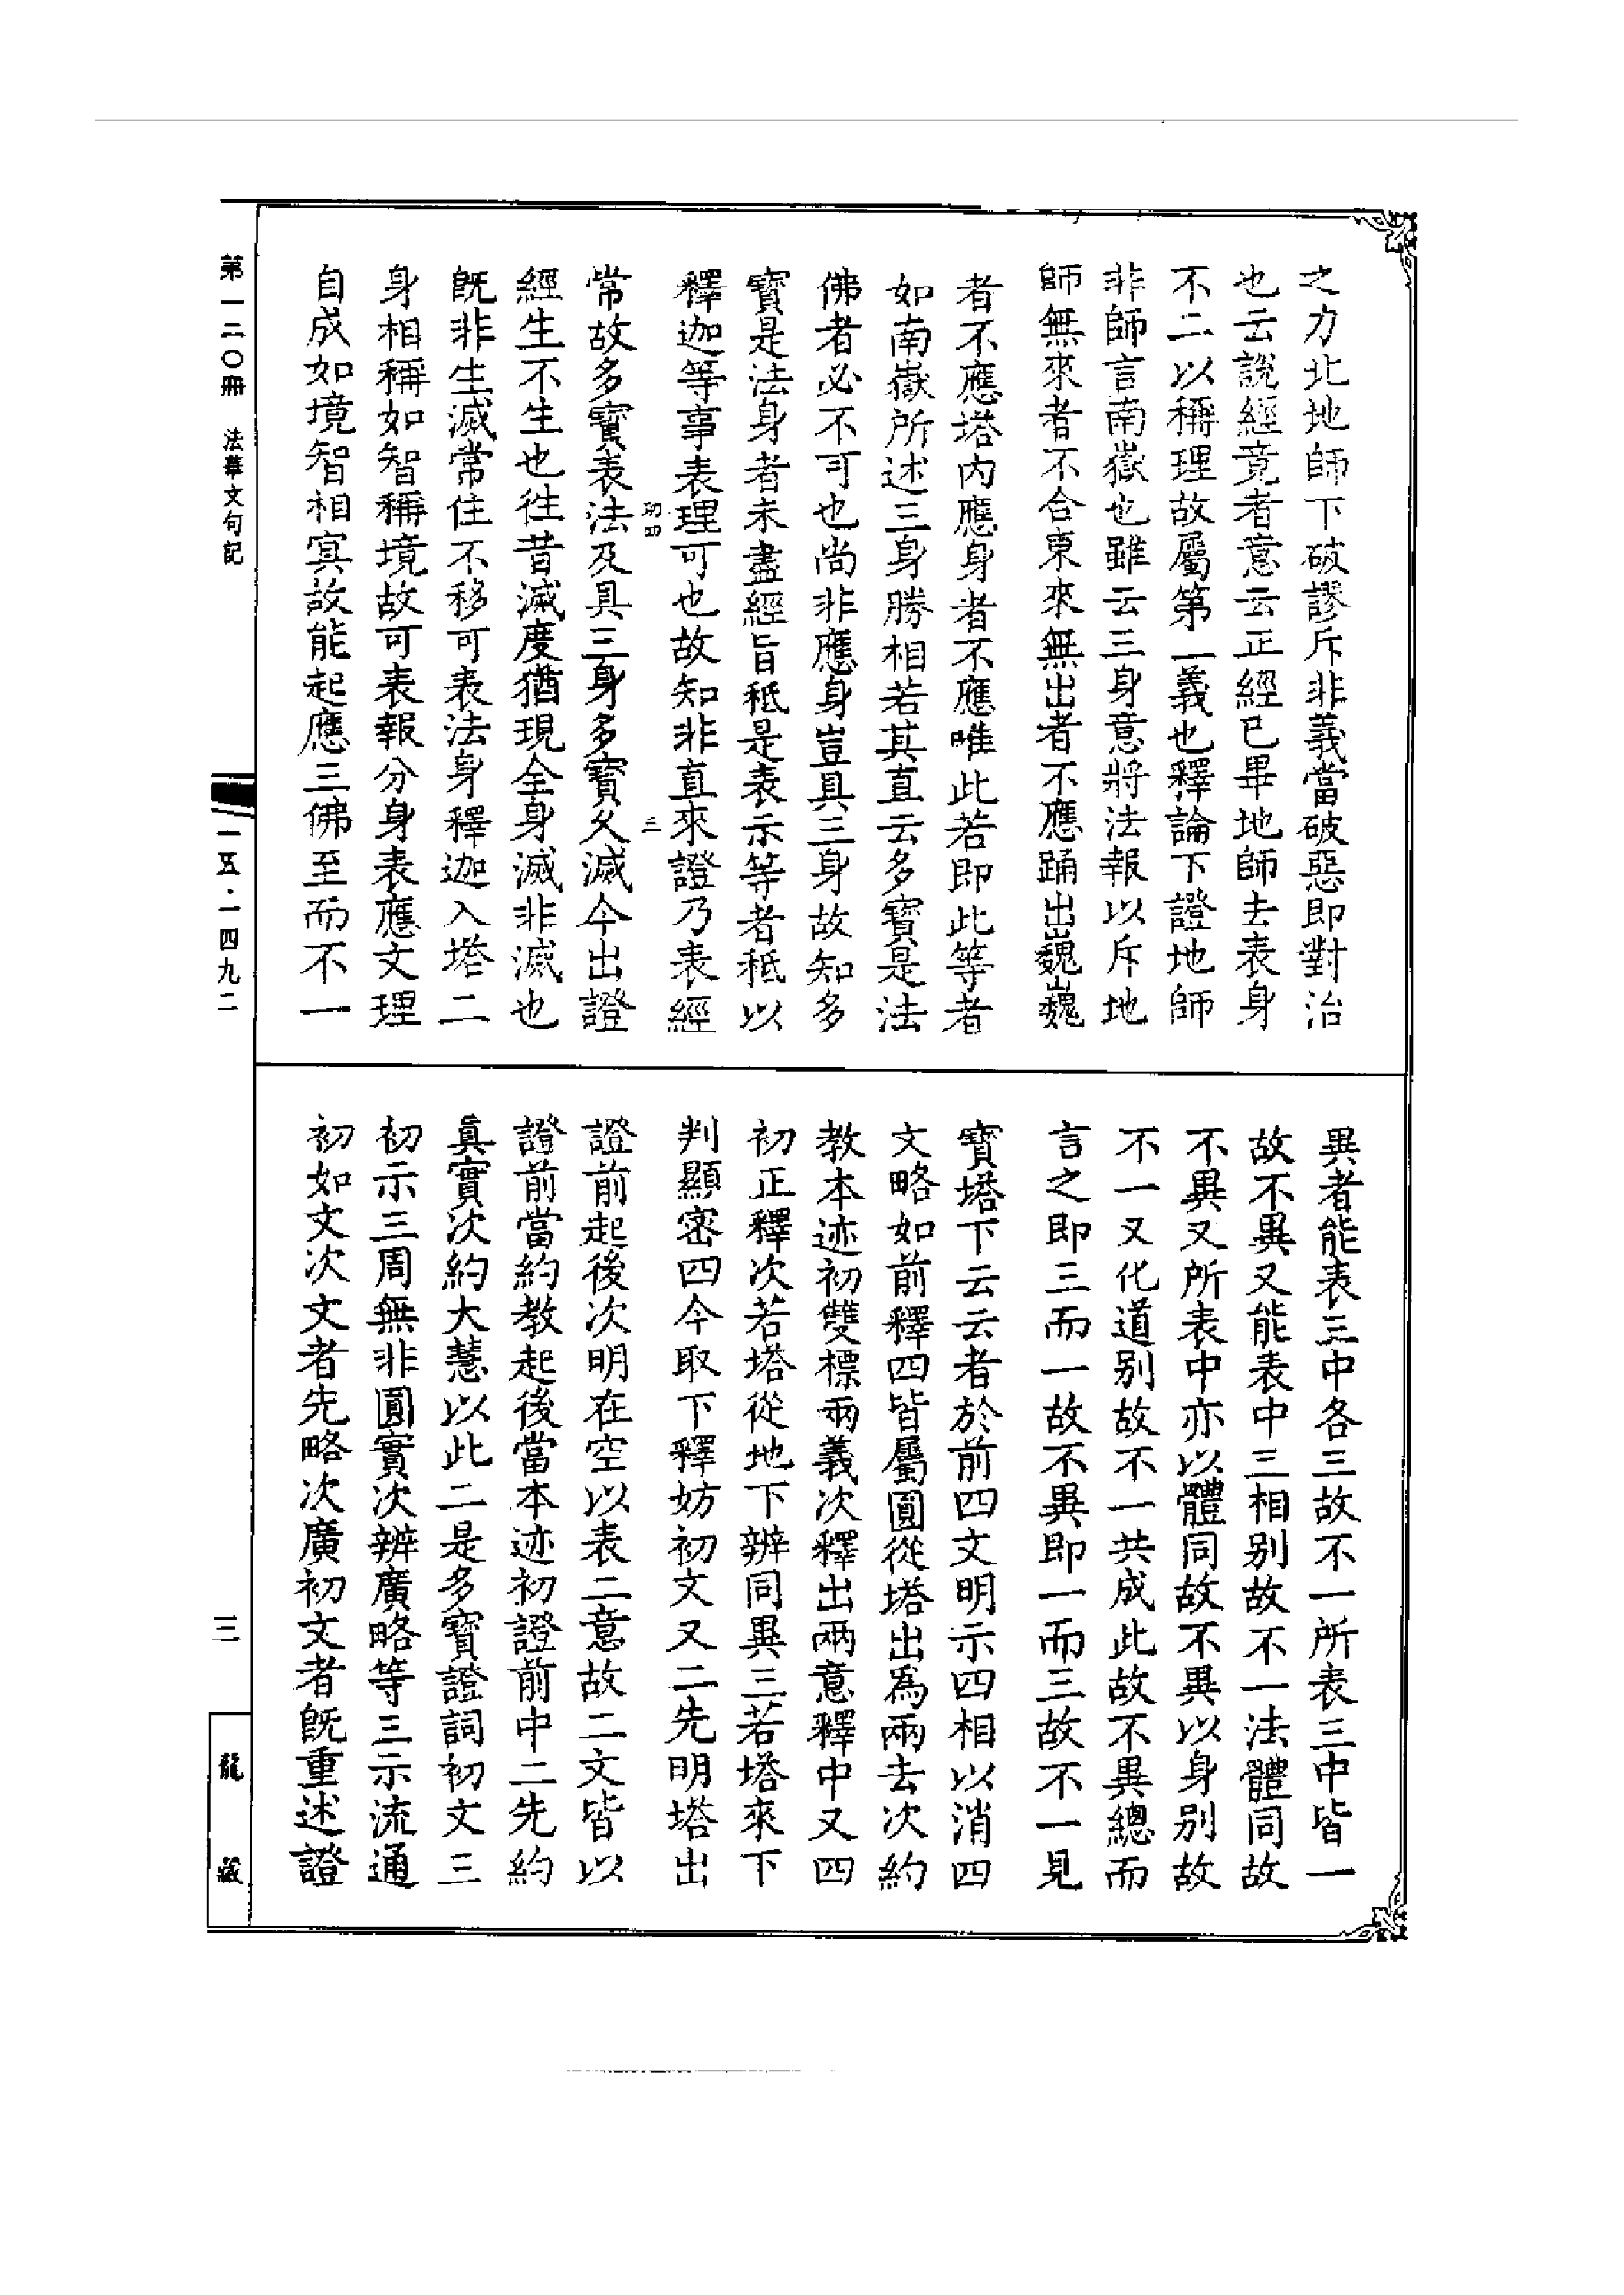 之力北地師下破謬斥非義當破惡即對治
也云說經竟者意云正經已畢地師去表身
不二以稱理故屬第一義也釋論下證地師
非師言南嶽也雖云三身意將法報以斥地
師無來者不合東來無出者不應踊出巍巍
者不應塔內應身者不應唯此若即此等者
如南嶽所述三身勝相若其直云多寶是法
佛者必不可也尚非應身豈具三身故知多
寶是法身者未盡經旨秖是表示等者秖以
釋迦等事表理可也故知非直來證乃表經
常故多寶表法及具三身多寶久滅今出證
經生不生也往昔滅度猶現全身滅非滅也
既非生滅常住不移可表法身釋迦入塔二
身相稱如智稱境故可表報分身表應文理
自成如境智相冥故能起應三佛至而不一
異者能表三中各三故不一所表三中皆一
故不異又能表中三相別故不一法體同故
不異又所表中亦以體同故不異以身別故
不一又化道別故不一共成此故不異總而
言之即三而一故不異即一而三故不一見
寶塔下云云者於前四文明示四相以消四
文略如前釋四皆屬圓從塔出為兩去次約
教本迹初雙標兩義次釋出兩意釋中又四
初正釋次若塔從地下辨同異三若塔來下
判顯密四今取下釋妨初文又二先明塔出
證前起後次明在空以表二意故二文皆以
證前當約教起後當本迹初證前中二先約
真實次約大慧以此二是多寶證詞初文三
初示三周無非圓實次辨廣略等三示流通
初如文次文者先略次廣初文者既重述證
第一二〇冊 法華文句記
一五·一四九二
三
龍藏